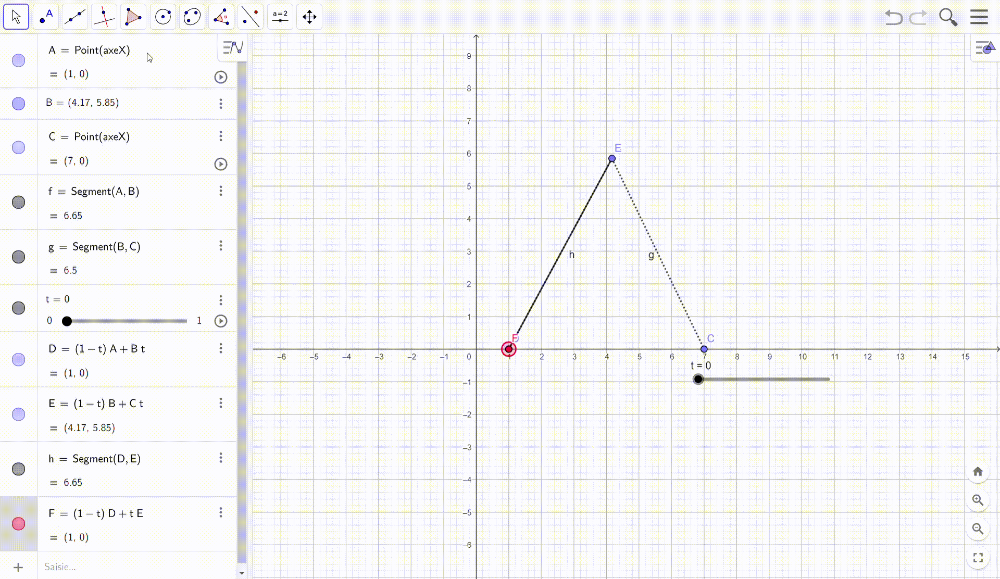 A
α
a=2
A = Point(axeX)
= (1, 0)
B = (4.17, 5.85)
C = Point(axeX)
= (7, 0)
f = Segment(A, B)
= 6.65
g = Segment(B, C)
= 6.5
t = 0
0 1
D = (1−t) A + B t
= (1, 0)
E = (1−t) B + C t
= (4.17, 5.85)
h = Segment(D, E)
= 6.65
F = (1−t) D + t E
= (1, 0)
+ Saisie...
9
8
7
E
6
5
4
3
h g
2
1
F C
−6 −5 −4 −3 −2 −1 0 1 2 3 4 5 6 7 8 9 10 11 12 13 14 15
t = 0
−1
−2
−3
−4
−5
−6